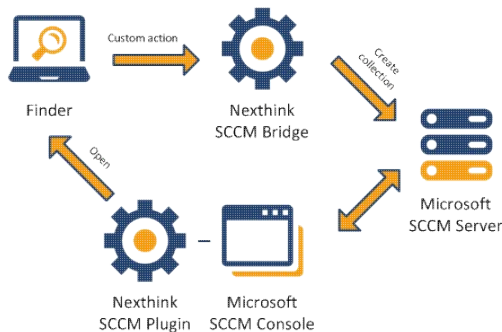 Custom action
Create
collection
Finder
Nexthink
SCCM Bridge
Microsoft
SCCM Server
Open
Nexthink
SCCM Plugin
Microsoft
SCCM Console